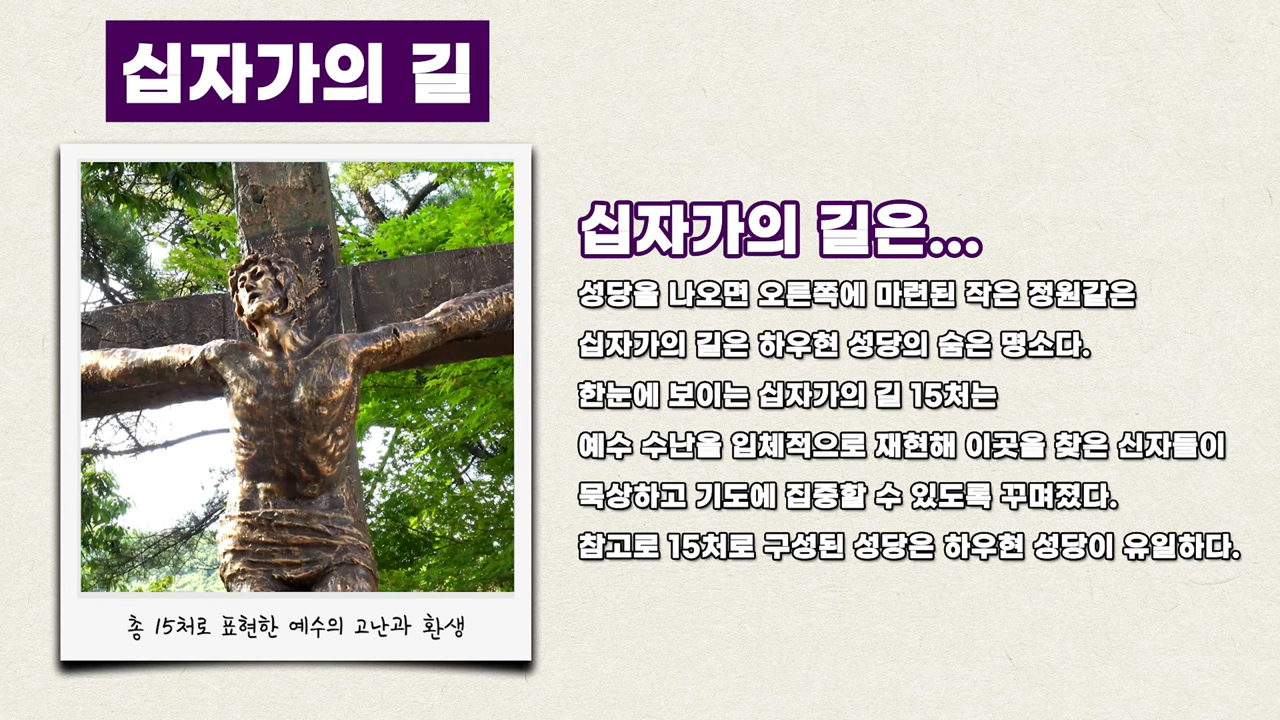 십자가의 길
총 15처로 표현한 예수의 고난과 환생
십자가의 길은...
성당을 나오면 오른쪽에 마련된 작은 정원같은
십자가의 길은 하우현 성당의 숨은 명소다.
한눈에 보이는 십자가의 길 15처는
예수 수난을 입체적으로 재현해 이곳을 찾은 신자들이
묵상하고 기도에 집중할 수 있도록 꾸며졌다.
참고로 15처로 구성된 성당은 하우현 성당이 유일하다.